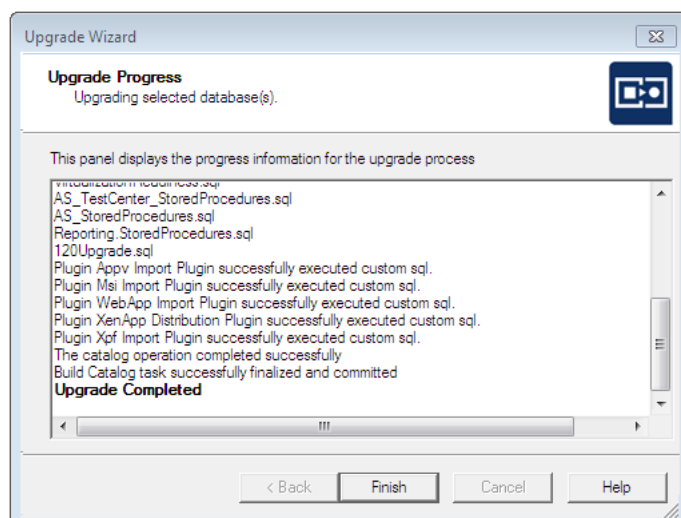 Upgrade Wizard
Upgrade Progress
Upgrading selected database(s).
This panel displays the progress information for the upgrade process
VirtualizationReadiness.sql
AS_TestCenter_StoredProcedures.sql
AS_StoredProcedures.sql
Reporting.StoredProcedures.sql
120Upgrade.sql
Plugin Appv Import Plugin successfully executed custom sql.
Plugin Msi Import Plugin successfully executed custom sql.
Plugin WebApp Import Plugin successfully executed custom sql.
Plugin XenApp Distribution Plugin successfully executed custom sql.
Plugin Xpf Import Plugin successfully executed custom sql.
The catalog operation completed successfully
Build Catalog task successfully finalized and committed
Upgrade Completed
< Back Finish Cancel Help